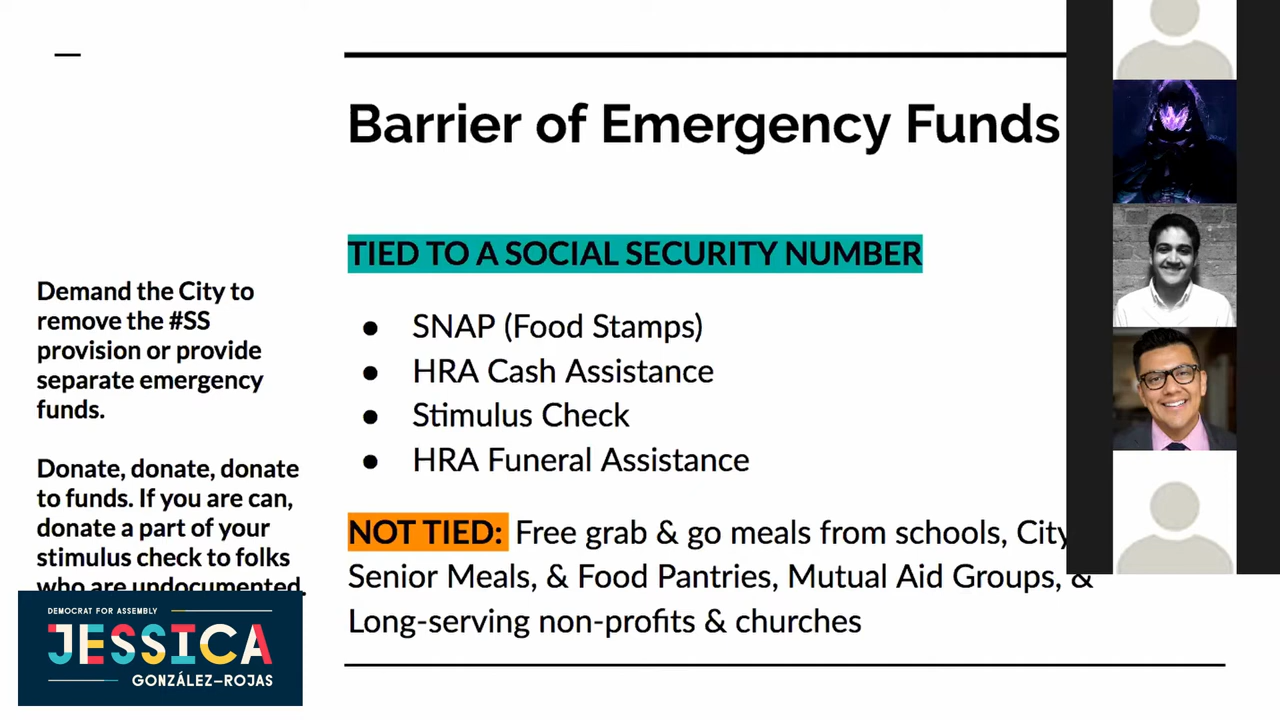 Barrier of Emergency Funds
TIED TO A SOCIAL SECURITY NUMBER
● SNAP (Food Stamps)
● HRA Cash Assistance
● Stimulus Check
● HRA Funeral Assistance
NOT TIED: Free grab & go meals from schools, City
Senior Meals, & Food Pantries, Mutual Aid Groups, &
Long-serving non-profits & churches
Demand the City to
remove the #SS
provision or provide
separate emergency
funds.
Donate, donate, donate
to funds. If you are can,
donate a part of your
stimulus check to folks
who are undocumented.
DEMOCRAT FOR ASSEMBLY
JESSICA
GONZÁLEZ-ROJAS